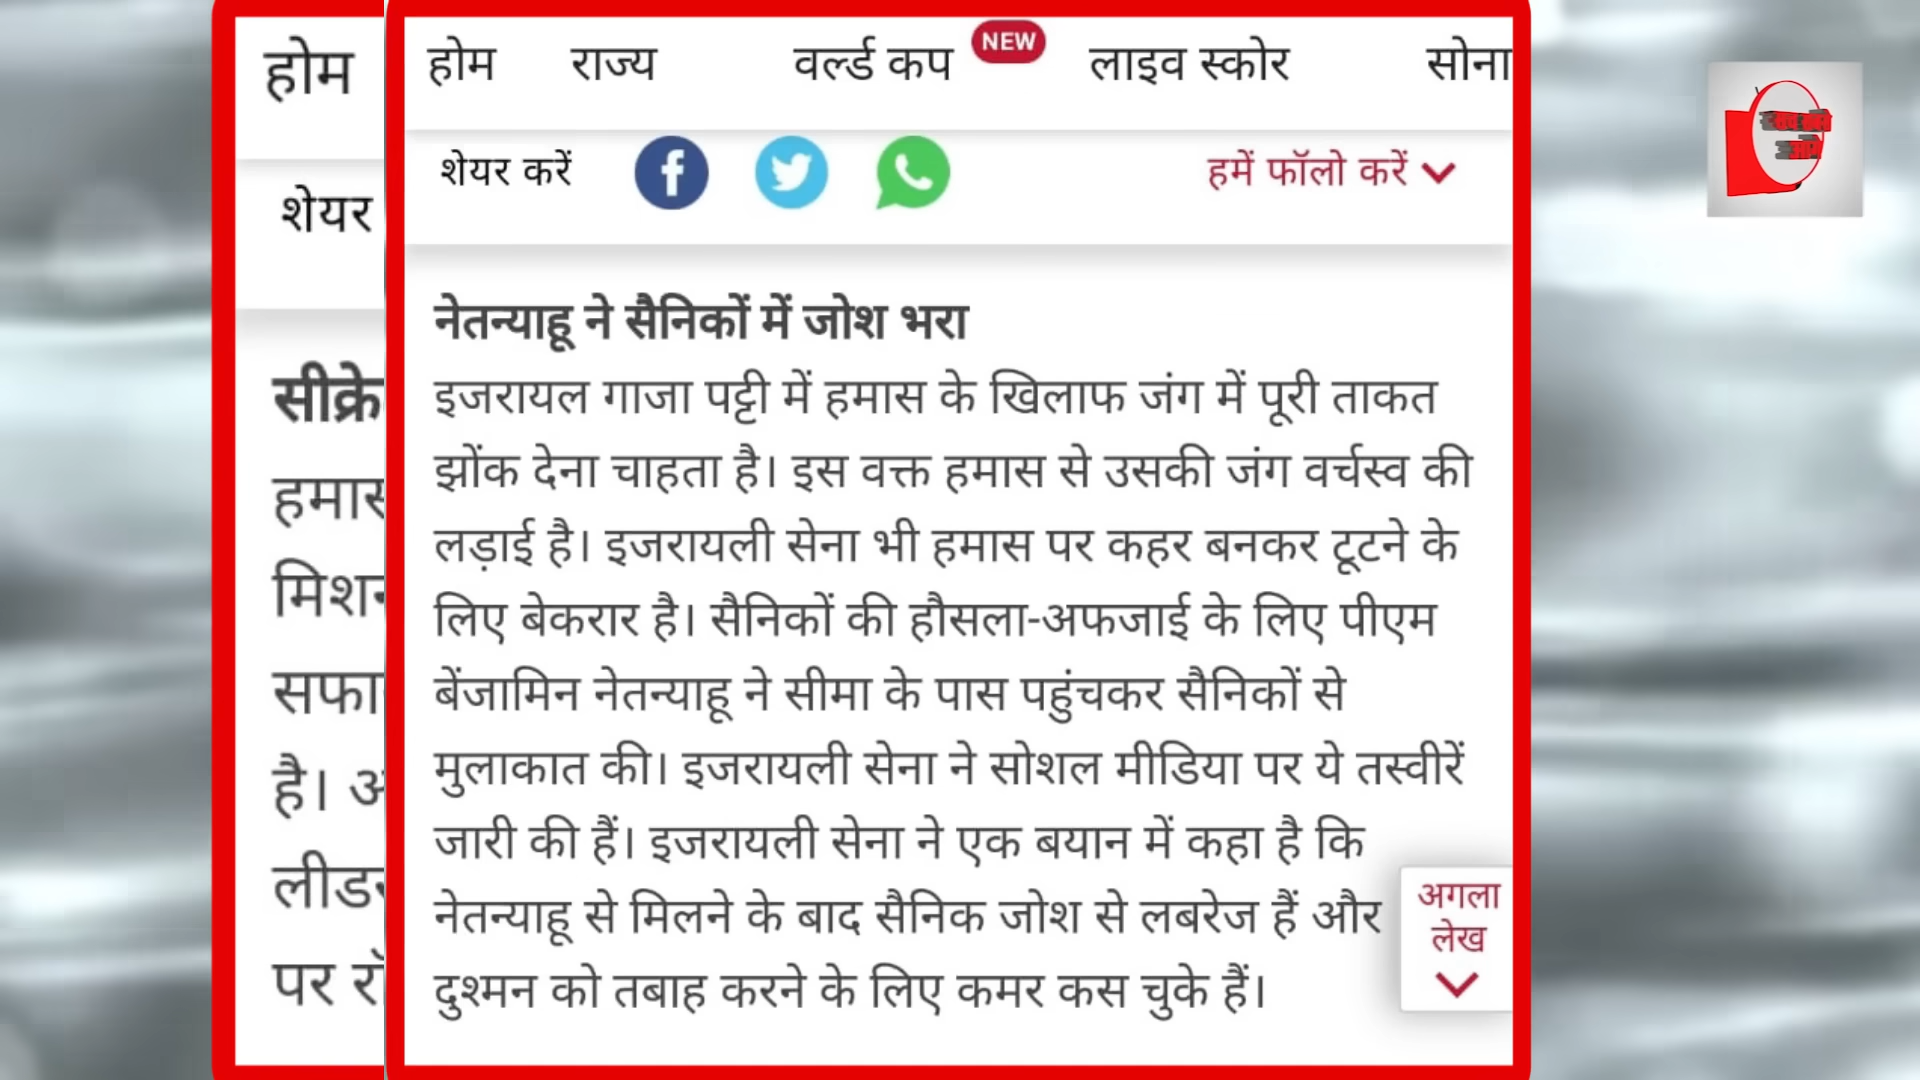 होम
शेयर
सीक्रे
हमास
मिशन
सफा
है। अ
लीड
पर र
होम राज्य वर्ल्ड कप NEW लाइव स्कोर सोना
शेयर करें हमें फॉलो करें
नेतन्याहू ने सैनिकों में जोश भरा
इजरायल गाजा पट्टी में हमास के खिलाफ जंग में पूरी ताकत
झोंक देना चाहता है। इस वक्त हमास से उसकी जंग वर्चस्व की
लड़ाई है। इजरायली सेना भी हमास पर कहर बनकर टूटने के
लिए बेकरार है। सैनिकों की हौसला-अफजाई के लिए पीएम
बेंजामिन नेतन्याहू ने सीमा के पास पहुंचकर सैनिकों से
मुलाकात की। इजरायली सेना ने सोशल मीडिया पर ये तस्वीरें
जारी की हैं। इजरायली सेना ने एक बयान में कहा है कि
नेतन्याहू से मिलने के बाद सैनिक जोश से लबरेज हैं और
दुश्मन को तबाह करने के लिए कमर कस चुके हैं।
अगला
लेख